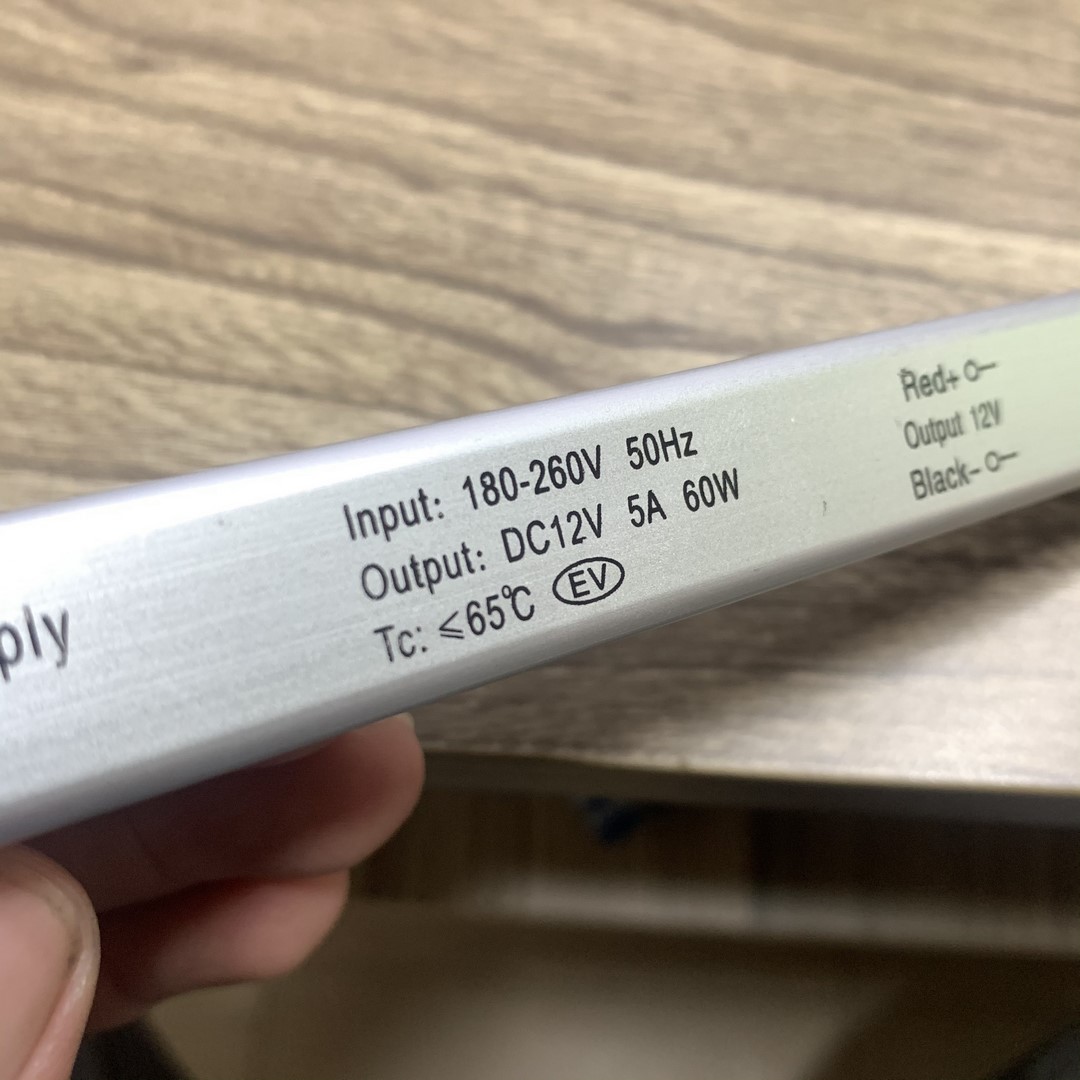 ply
Input: 180-260V 50Hz
Output: DC12V 5A 60W
Tc: ≤65℃ EV
Red+
Output 12V
Black-